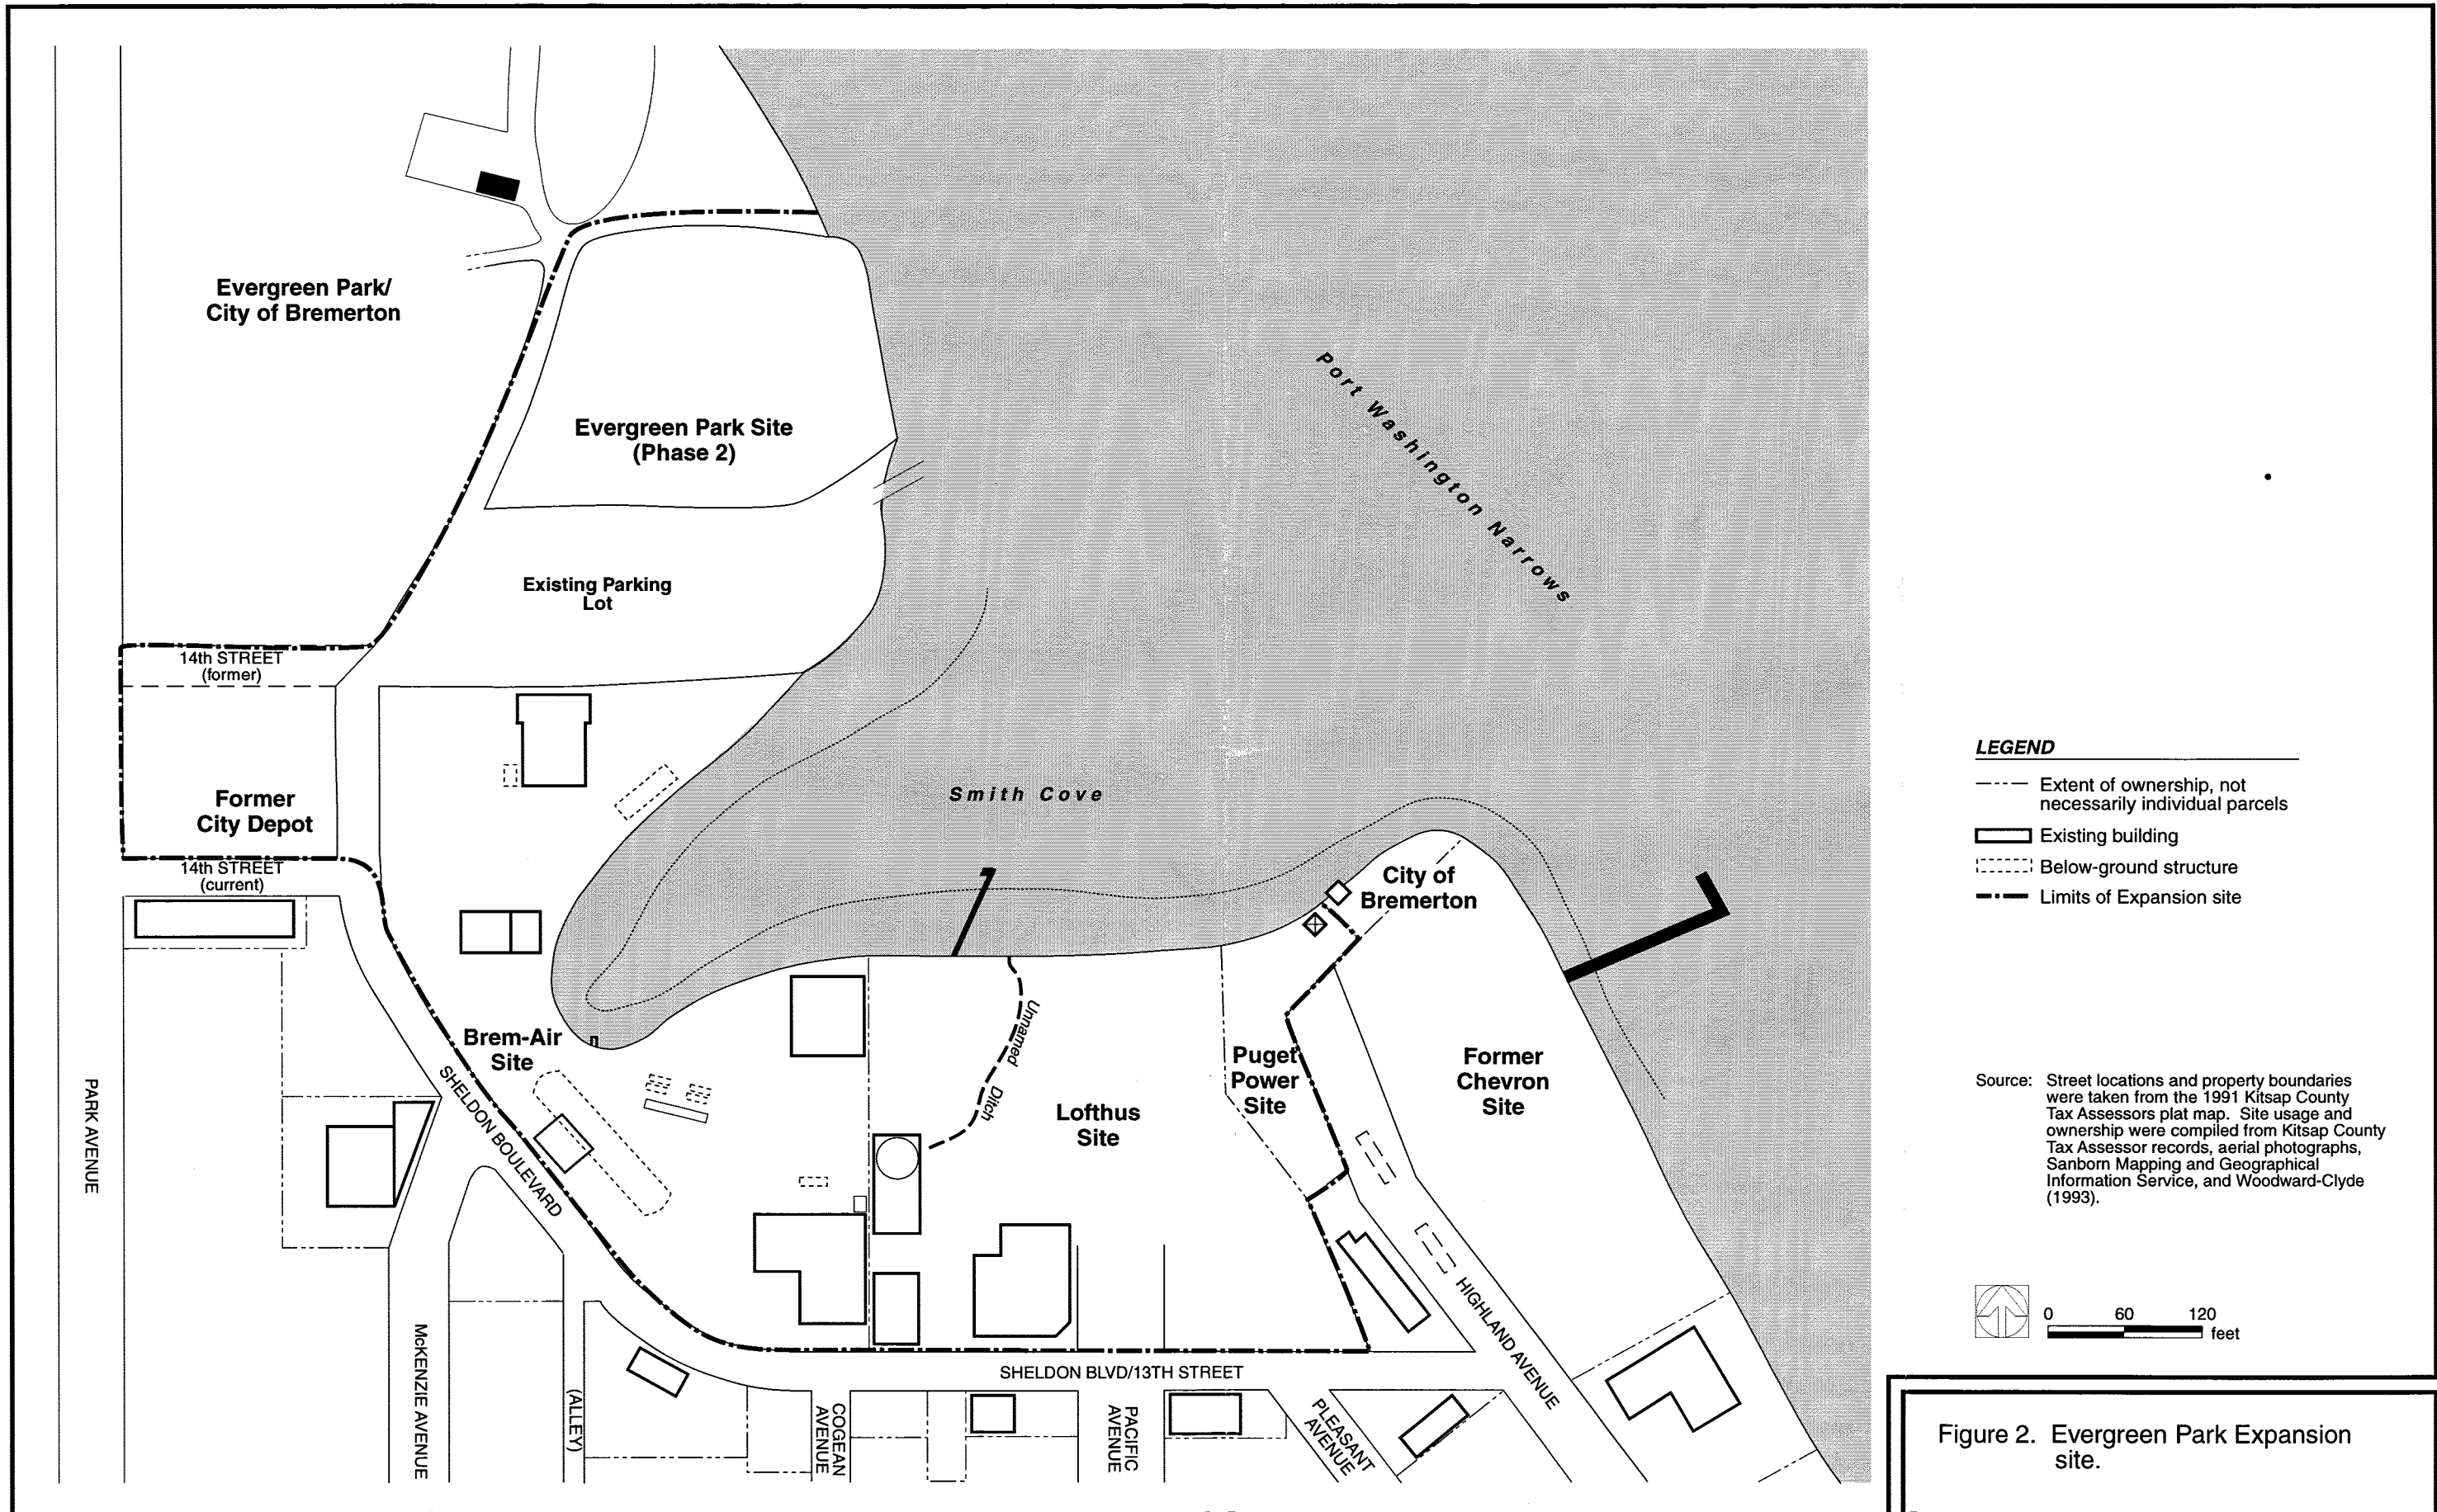 Evergreen Park/
City of Bremerton
Evergreen Park Site
(Phase 2)
Existing Parking
Lot
Port Washington Narrows
14th STREET
(former)
Former
City Depot
14th STREET
(current)
Smith Cove
City of
Bremerton
Brem-Air
Site
Unnamed Ditch
Lofthus
Site
Puget
Power
Site
Former
Chevron
Site
PARK AVENUE
SHELDON BOULEVARD
McKENZIE AVENUE
(ALLEY)
SHELDON BLVD/13TH STREET
COGEAN
AVENUE
PACIFIC
AVENUE
PLEASANT
AVENUE
HIGHLAND AVENUE
LEGEND
Extent of ownership, not
necessarily individual parcels
Existing building
Below-ground structure
Limits of Expansion site
Source: Street locations and property boundaries
were taken from the 1991 Kitsap County
Tax Assessors plat map. Site usage and
ownership were compiled from Kitsap County
Tax Assessor records, aerial photographs,
Sanborn Mapping and Geographical
Information Service, and Woodward-Clyde
(1993).
0 60 120
feet
Figure 2. Evergreen Park Expansion
site.